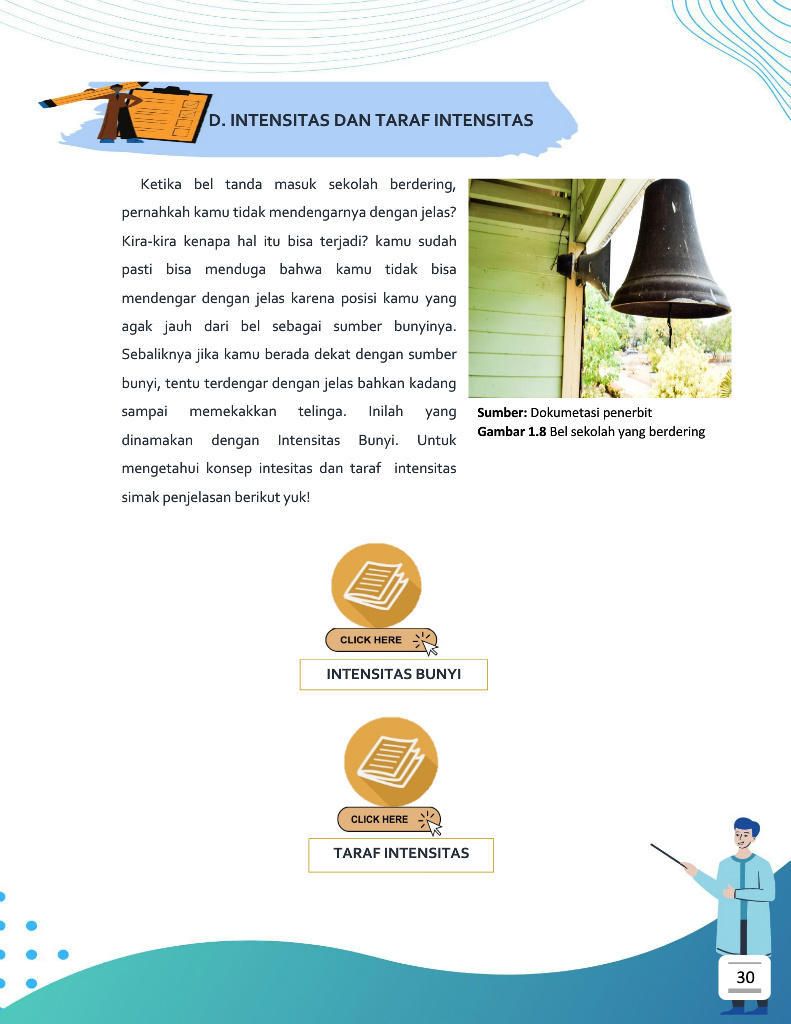 D. INTENSITAS DAN TARAF INTENSITAS
Ketika bel tanda masuk sekolah berdering,
pernahkah kamu tidak mendengarnya dengan jelas?
Kira-kira kenapa hal itu bisa terjadi? kamu sudah
pasti bisa menduga bahwa kamu tidak bisa
mendengar dengan jelas karena posisi kamu yang
agak jauh dari bel sebagai sumber bunyinya.
Sebaliknya jika kamu berada dekat dengan sumber
bunyi, tentu terdengar dengan jelas bahkan kadang
sampai memekakkan telinga. Inilah yang
dinamakan dengan Intensitas Bunyi. Untuk
mengetahui konsep intesitas dan taraf intensitas
simak penjelasan berikut yuk!
Sumber: Dokumetasi penerbit
Gambar 1.8 Bel sekolah yang berdering
CLICK HERE
INTENSITAS BUNYI
CLICK HERE
TARAF INTENSITAS
30